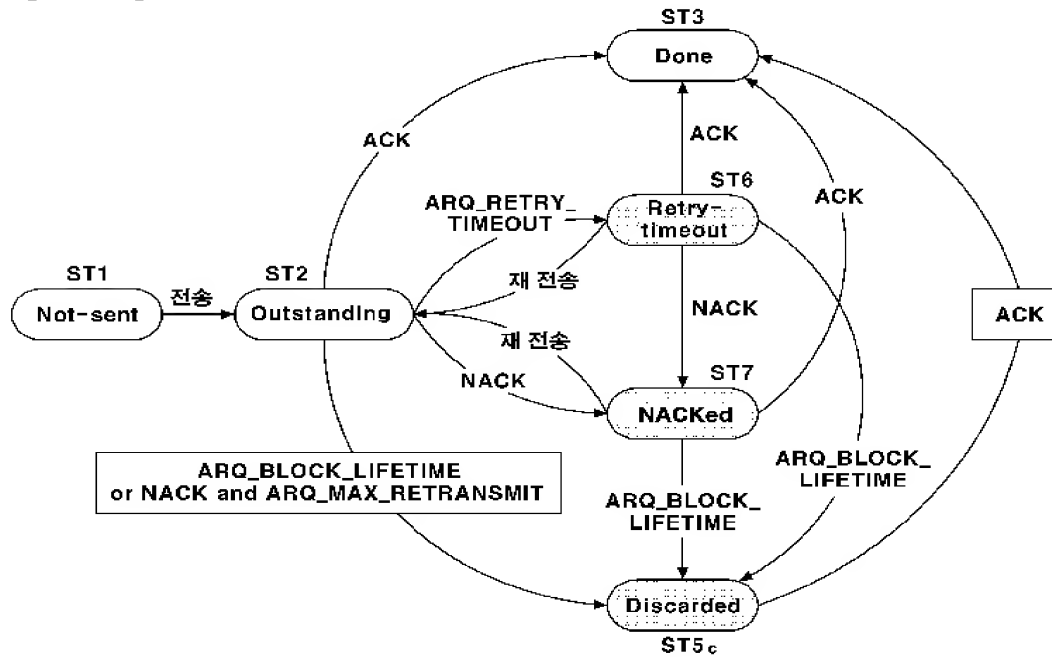 ST3
Done
ACK
ACK
ST6
ARQ_RETRY_
TIMEOUT
Retry-
timeout
ACK
ST1
ST2
재 전송
Not-sent
전송
Outstanding
NACK
ACK
재 전송
ST7
NACK
NACKed
ARQ_BLOCK_LIFETIME
or NACK and ARQ_MAX_RETRANSMIT
ARQ_BLOCK_
LIFETIME
ARQ_BLOCK_
LIFETIME
Discarded
ST5c